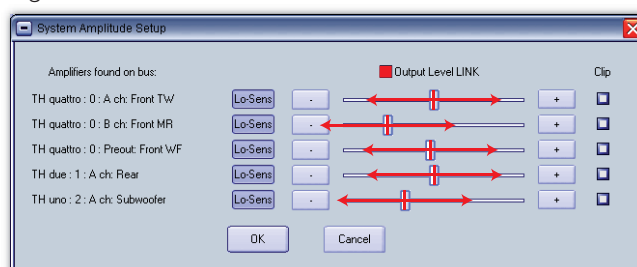 System Amplitude Setup
Amplifiers found on bus: Output Level LINK Clip
TH quattro : 0 : A ch: Front TW Lo-Sens - +
TH quattro : 0 : B ch: Front MR Lo-Sens - +
TH quattro : 0 : Preout: Front WF Lo-Sens - +
TH due : 1 : A ch: Rear Lo-Sens - +
TH uno : 2 : A ch: Subwoofer Lo-Sens - +
OK Cancel